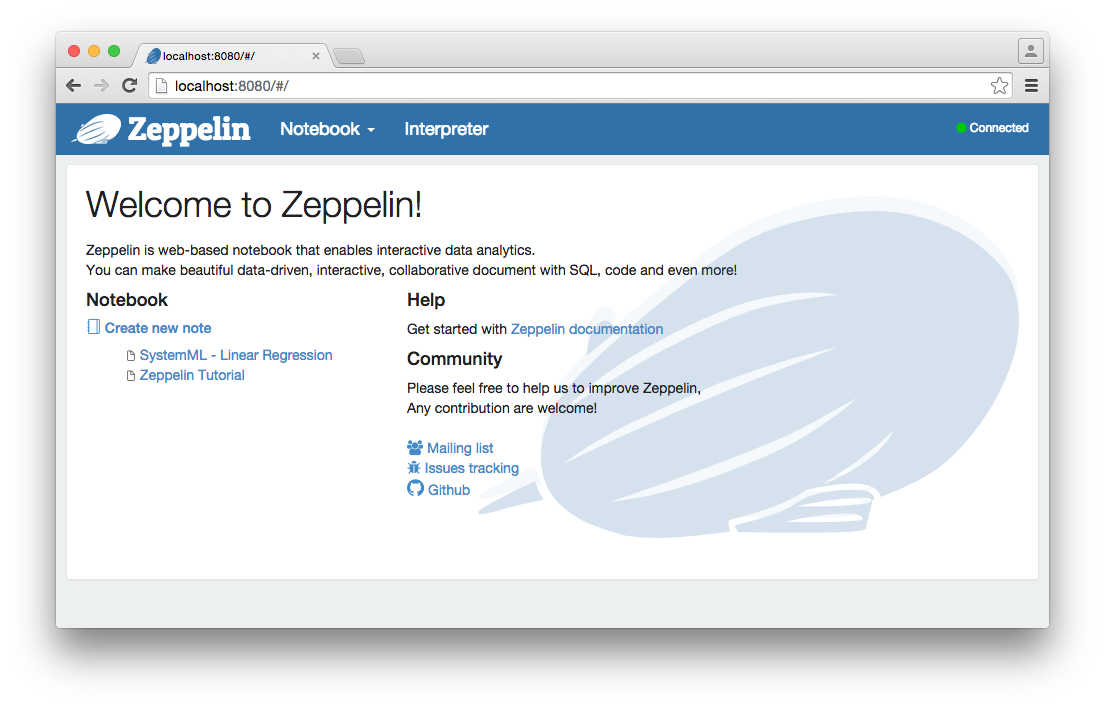 localhost:8080/#/
localhost:8080/#/
Zeppelin
Notebook
Interpreter
Connected
Welcome to Zeppelin!
Zeppelin is web-based notebook that enables interactive data analytics.
You can make beautiful data-driven, interactive, collaborative document with SQL, code and even more!
Notebook
Create new note
SystemML - Linear Regression
Zeppelin Tutorial
Help
Get started with Zeppelin documentation
Community
Please feel free to help us to improve Zeppelin,
Any contribution are welcome!
Mailing list
Issues tracking
Github